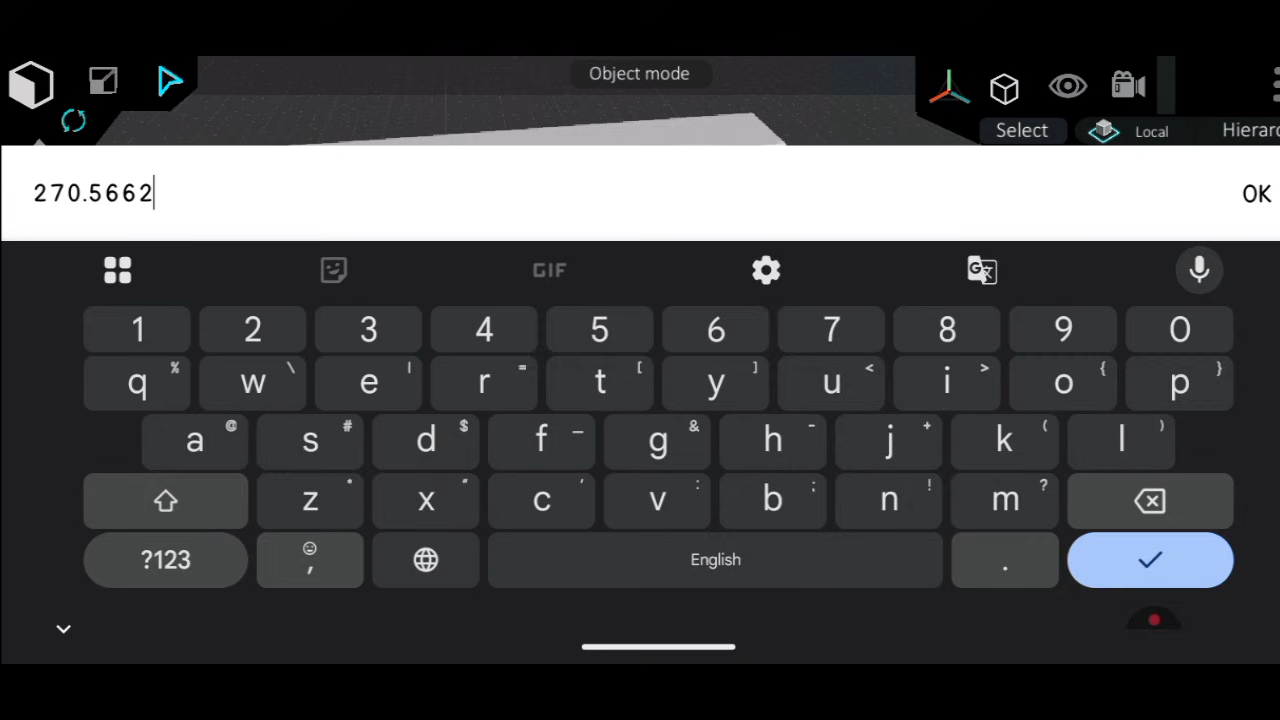 Object mode
Select Local Hierarc
270.5662 OK
GIF G
1 2 3 4 5 6 7 8 9 0
q % w \ e | r = t [ y ] u < i > o { p }
a @ s # d $ f _ g & h - j + k ( l )
z * x " c ' v : b ; n ! m ?
?123 , English .